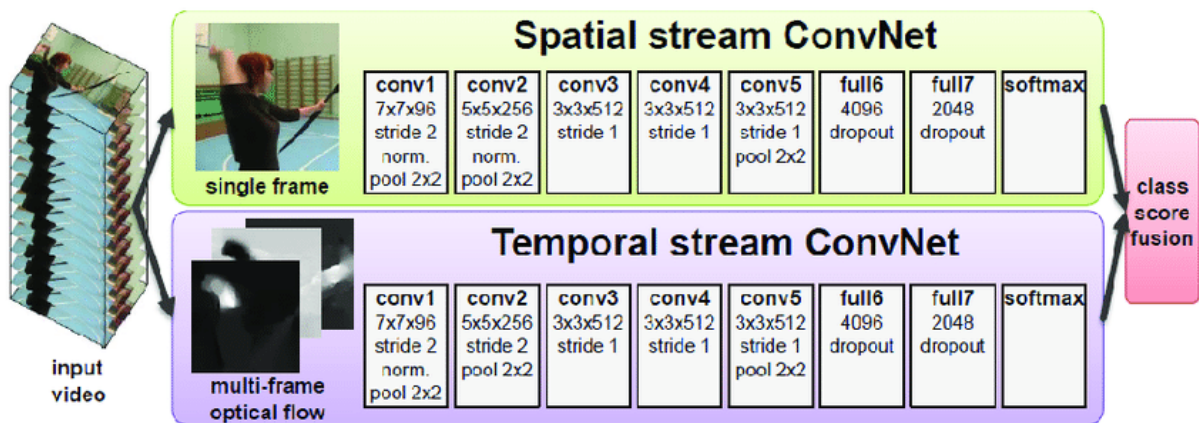 Spatial stream ConvNet
single frame
conv1
7x7x96
stride 2
norm.
pool 2x2
conv2
5x5x256
stride 2
norm.
pool 2x2
conv3
3x3x512
stride 1
conv4
3x3x512
stride 1
conv5
3x3x512
stride 1
pool 2x2
full6
4096
dropout
full7
2048
dropout
softmax
Temporal stream ConvNet
multi-frame
optical flow
conv1
7x7x96
stride 2
norm.
pool 2x2
conv2
5x5x256
stride 2
pool 2x2
conv3
3x3x512
stride 1
conv4
3x3x512
stride 1
conv5
3x3x512
stride 1
pool 2x2
full6
4096
dropout
full7
2048
dropout
softmax
input
video
class
score
fusion